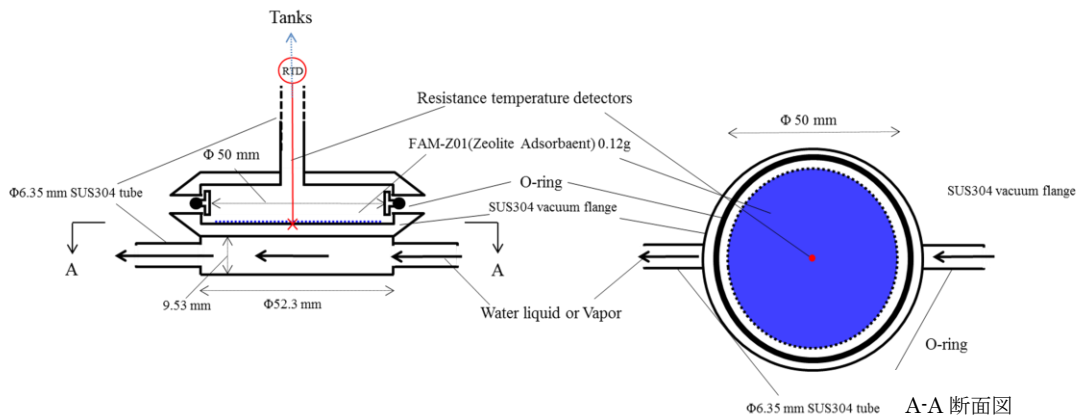 Tanks
RTD
Resistance temperature detectors
Φ 50 mm
FAM-Z01(Zeolite Adsorbaent) 0.12g
Φ 50 mm
Φ6.35 mm SUS304 tube
O-ring
SUS304 vacuum flange
SUS304 vacuum flange
A
A
9.53 mm
Φ52.3 mm
Water liquid or Vapor
O-ring
Φ6.35 mm SUS304 tube
A-A 断面図